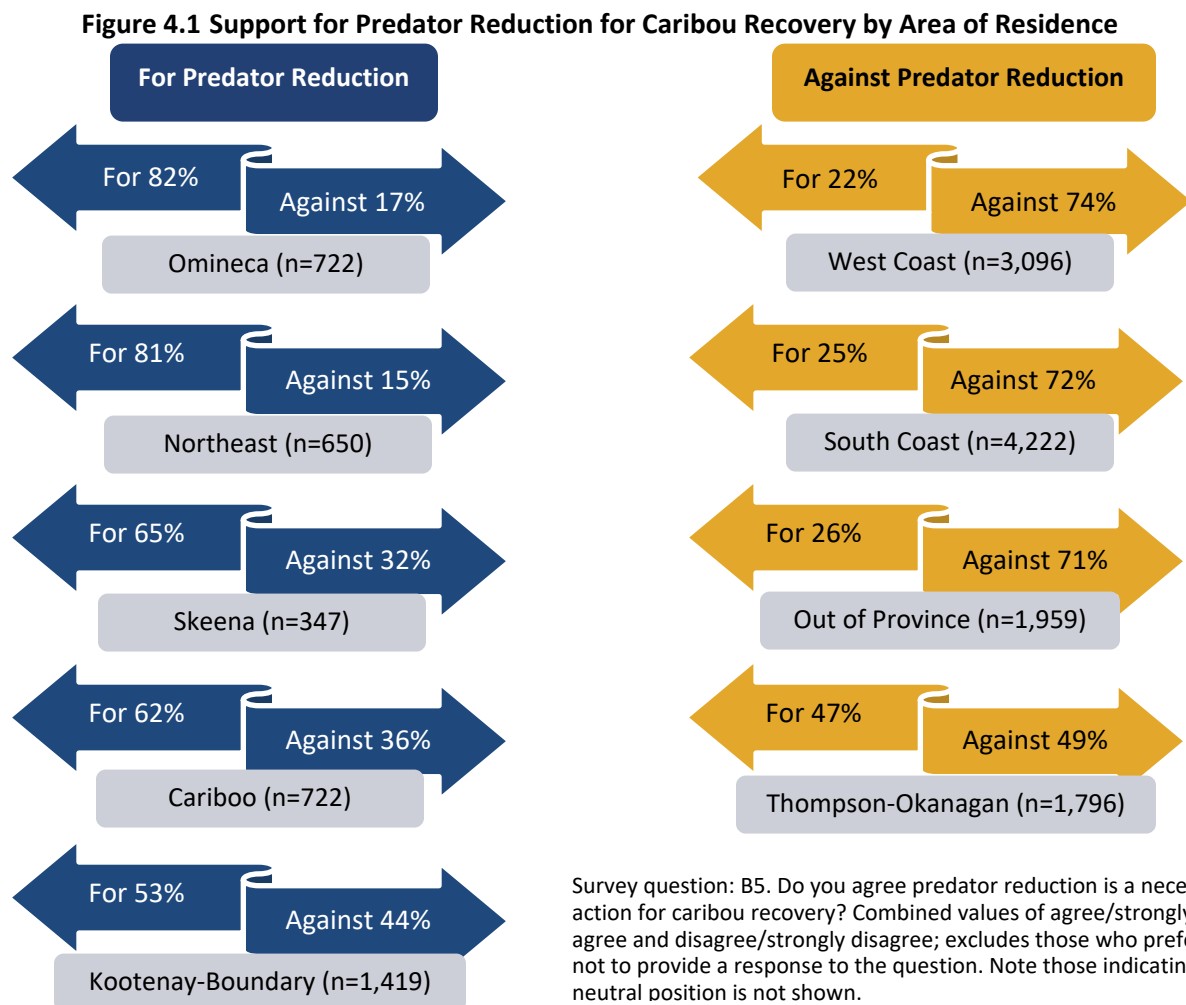 Figure 4.1 Support for Predator Reduction for Caribou Recovery by Area of Residence
For Predator Reduction
For 82%
Against 17%
Omineca (n=722)
For 81%
Against 15%
Northeast (n=650)
For 65%
Against 32%
Skeena (n=347)
For 62%
Against 36%
Cariboo (n=722)
For 53%
Against 44%
Kootenay-Boundary (n=1,419)
Against Predator Reduction
For 22%
Against 74%
West Coast (n=3,096)
For 25%
Against 72%
South Coast (n=4,222)
For 26%
Against 71%
Out of Province (n=1,959)
For 47%
Against 49%
Thompson-Okanagan (n=1,796)
Survey question: B5. Do you agree predator reduction is a nece
action for caribou recovery? Combined values of agree/strongly
agree and disagree/strongly disagree; excludes those who prefe
not to provide a response to the question. Note those indicatin
neutral position is not shown.